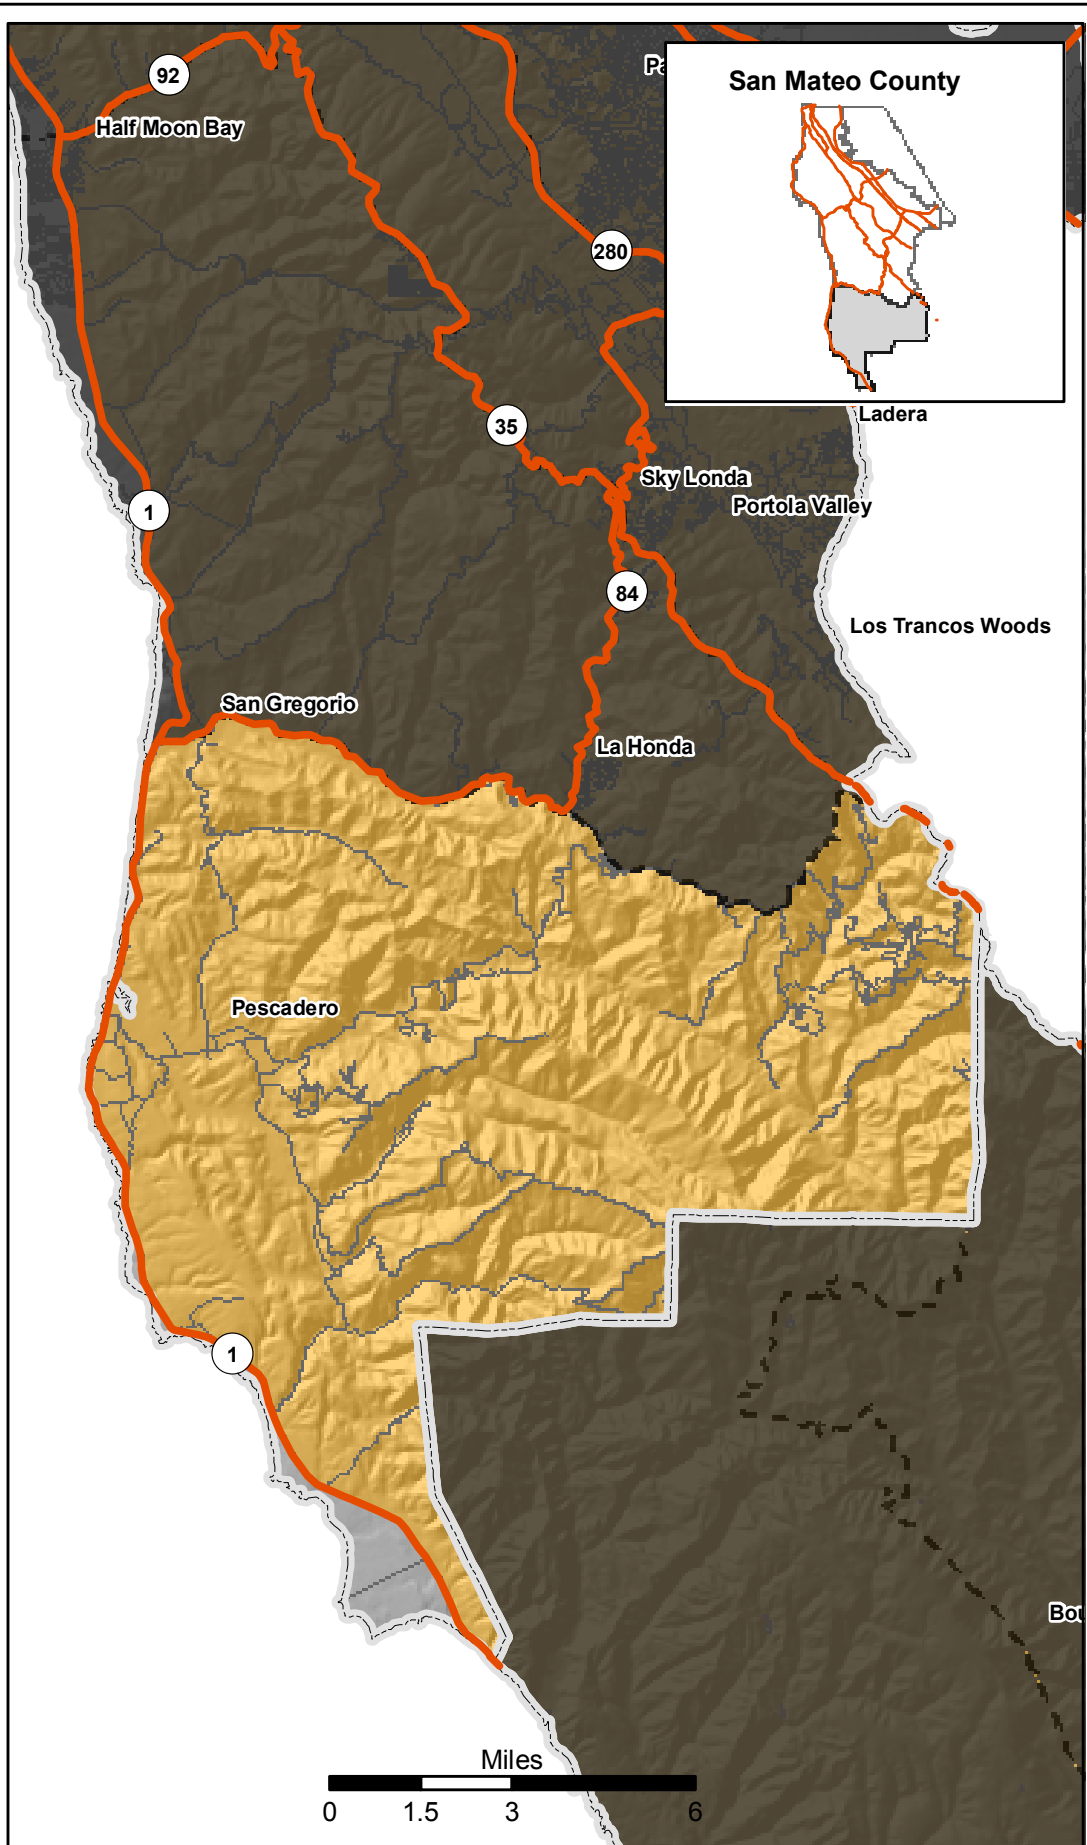 San Mateo County
92
Half Moon Bay
280
Ladera
35
Sky Londa
Portola Valley
1
84
Los Trancos Woods
San Gregorio
La Honda
Pescadero
1
Miles
0 1.5 3 6